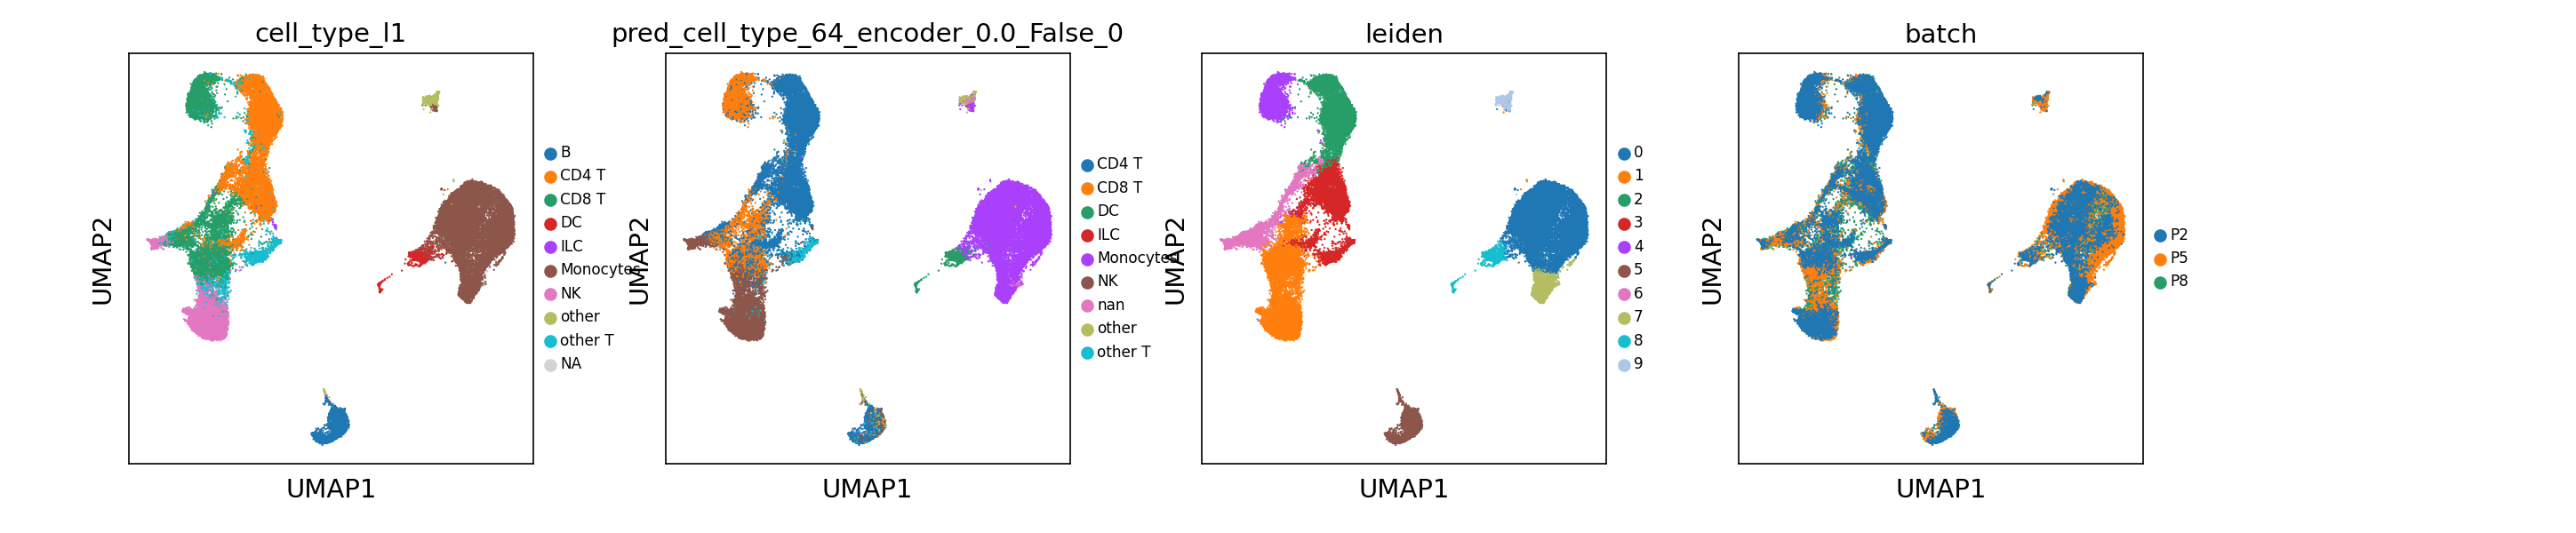 cell_type_l1
UMAP2
UMAP1
B
CD4 T
CD8 T
DC
ILC
Monocytes
NK
other
other T
NA
pred_cell_type_64_encoder_0.0_False_0
UMAP2
UMAP1
CD4 T
CD8 T
DC
ILC
Monocytes
NK
nan
other
other T
leiden
UMAP2
UMAP1
0
1
2
3
4
5
6
7
8
9
batch
UMAP2
UMAP1
P2
P5
P8